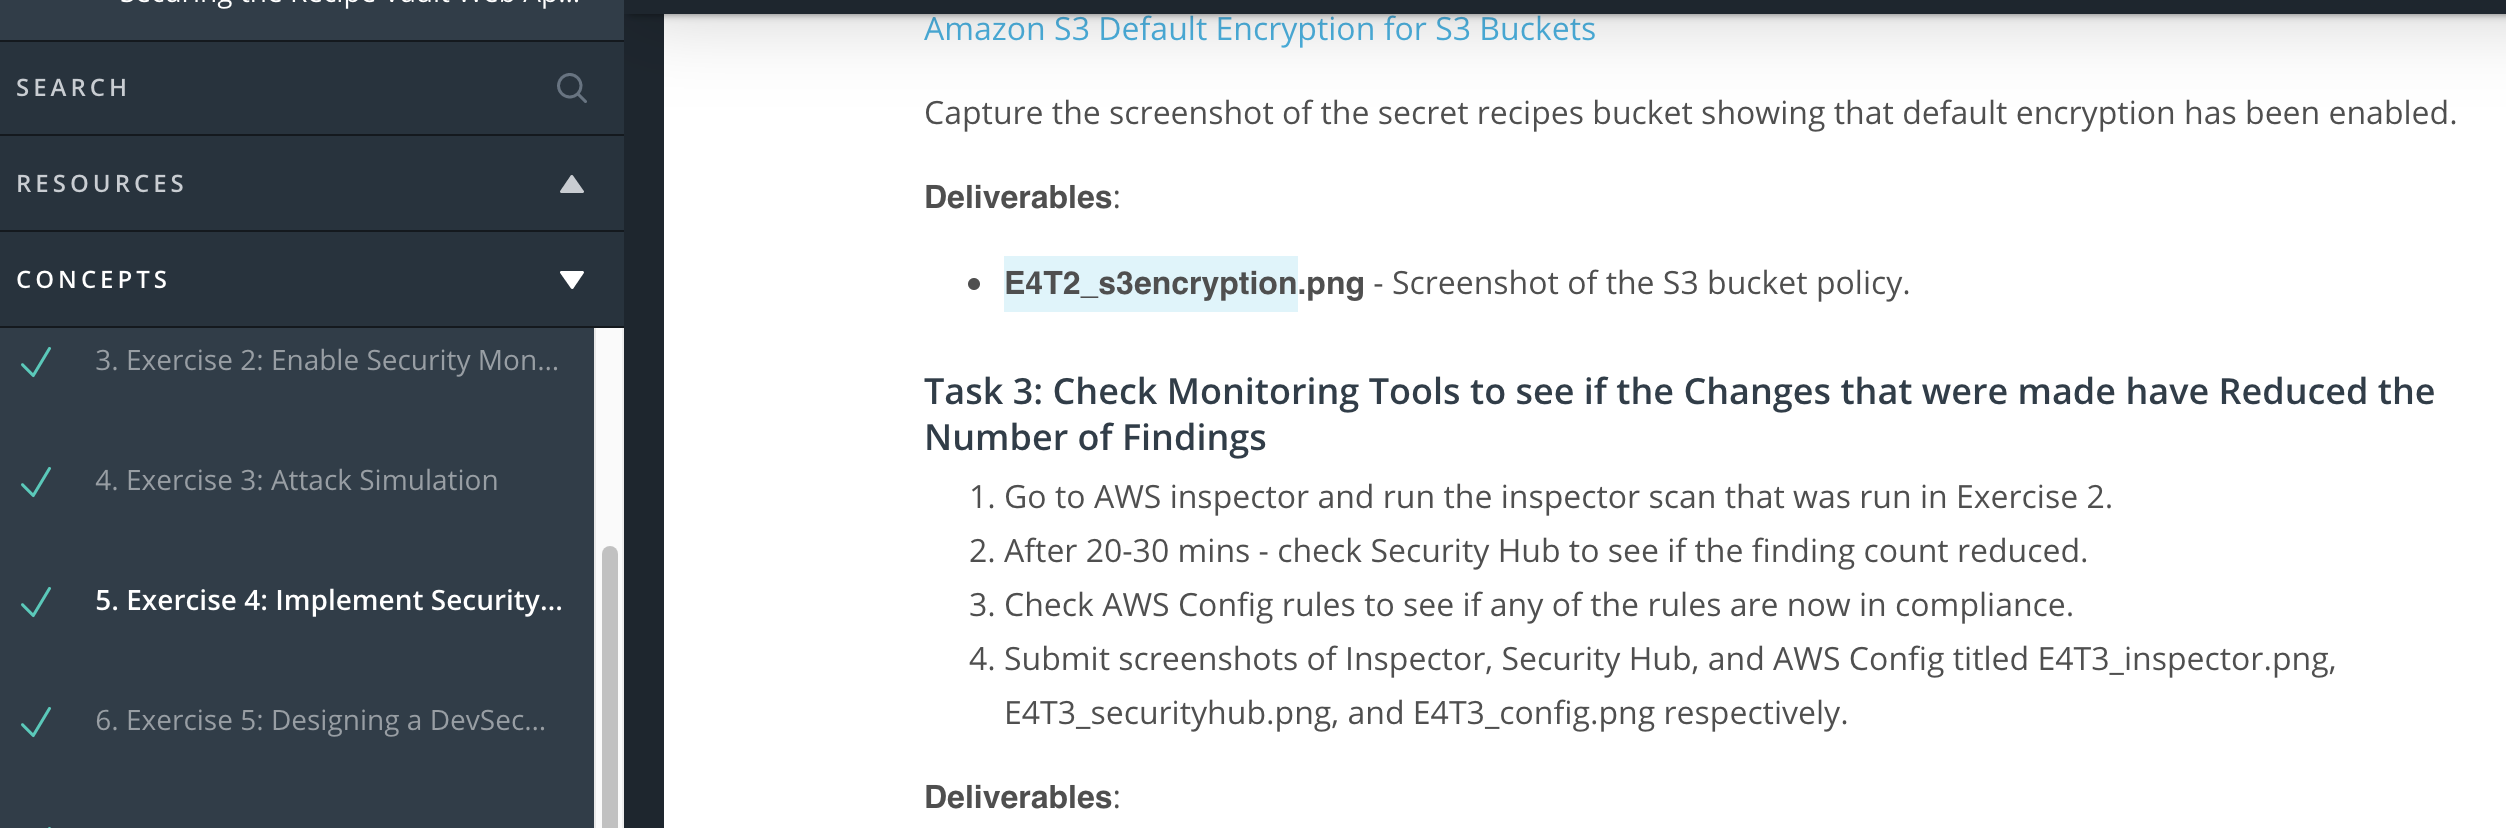 Securing the Recipe Vault Web Ap...
SEARCH
RESOURCES
CONCEPTS
3. Exercise 2: Enable Security Mon...
4. Exercise 3: Attack Simulation
5. Exercise 4: Implement Security...
6. Exercise 5: Designing a DevSec...
Amazon S3 Default Encryption for S3 Buckets
Capture the screenshot of the secret recipes bucket showing that default encryption has been enabled.
Deliverables:
• E4T2_s3encryption.png - Screenshot of the S3 bucket policy.
Task 3: Check Monitoring Tools to see if the Changes that were made have Reduced the
Number of Findings
1. Go to AWS inspector and run the inspector scan that was run in Exercise 2.
2. After 20-30 mins - check Security Hub to see if the finding count reduced.
3. Check AWS Config rules to see if any of the rules are now in compliance.
4. Submit screenshots of Inspector, Security Hub, and AWS Config titled E4T3_inspector.png,
E4T3_securityhub.png, and E4T3_config.png respectively.
Deliverables: